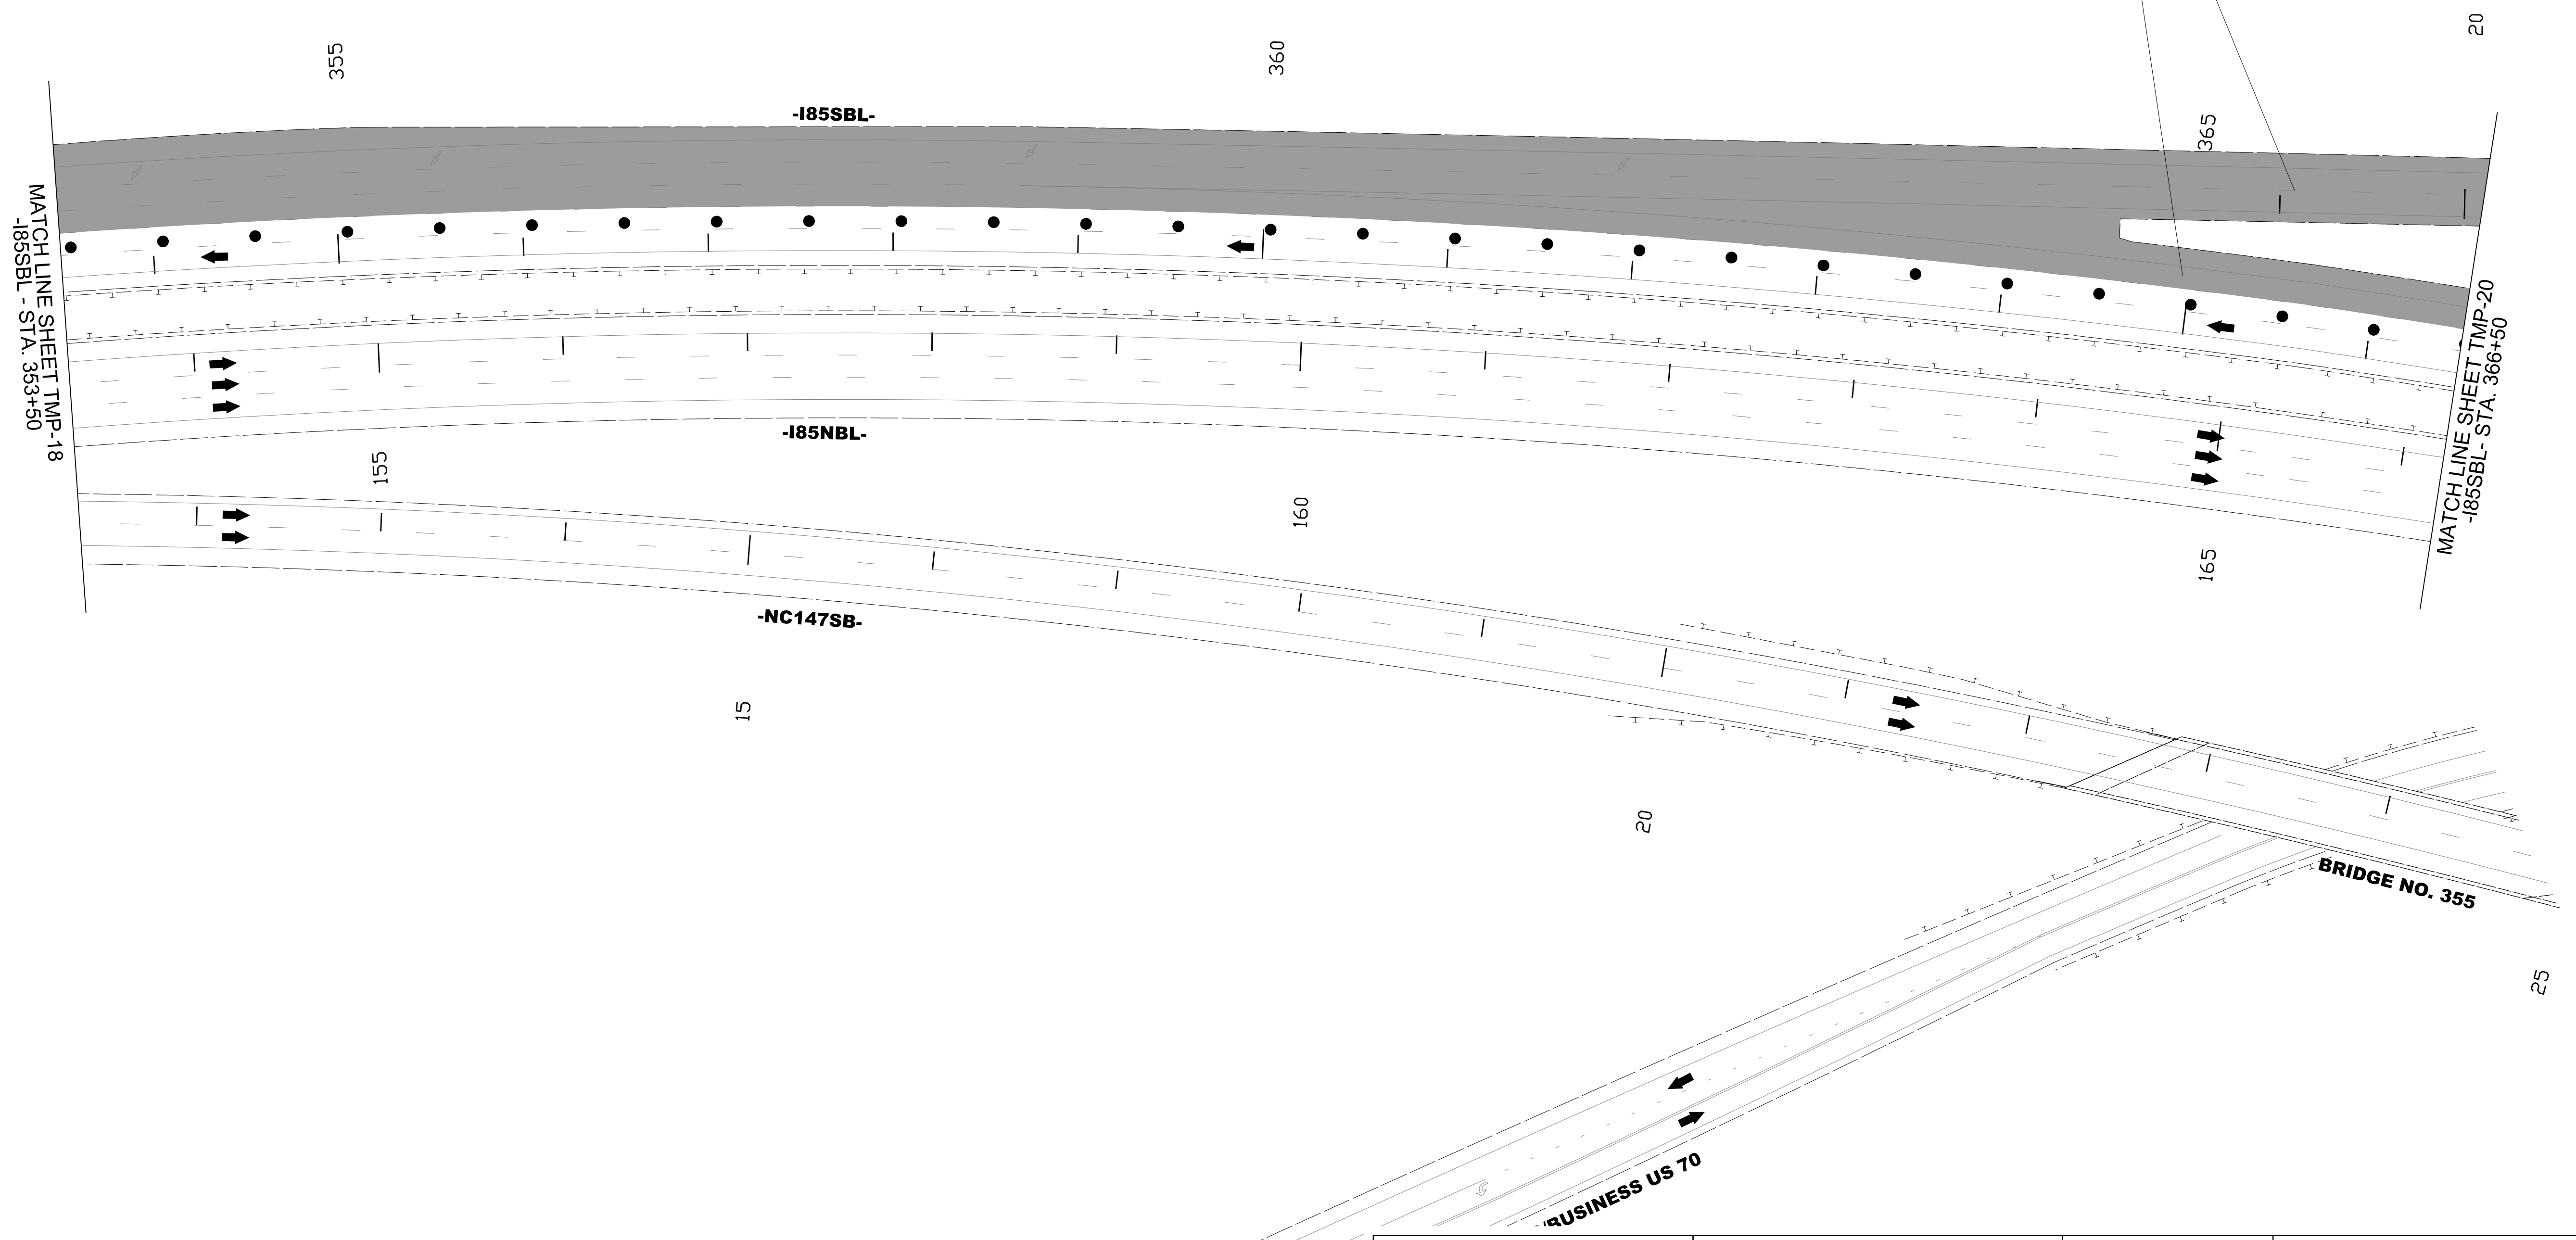 20
355
360
365
-I85SBL-
MATCH LINE SHEET TMP-18
-I85SBL - STA. 353+50
MATCH LINE SHEET TMP-20
-I85SBL- STA. 366+50
-I85NBL-
155
160
165
-NC147SB-
15
20
BRIDGE NO. 355
25
BUSINESS US 70